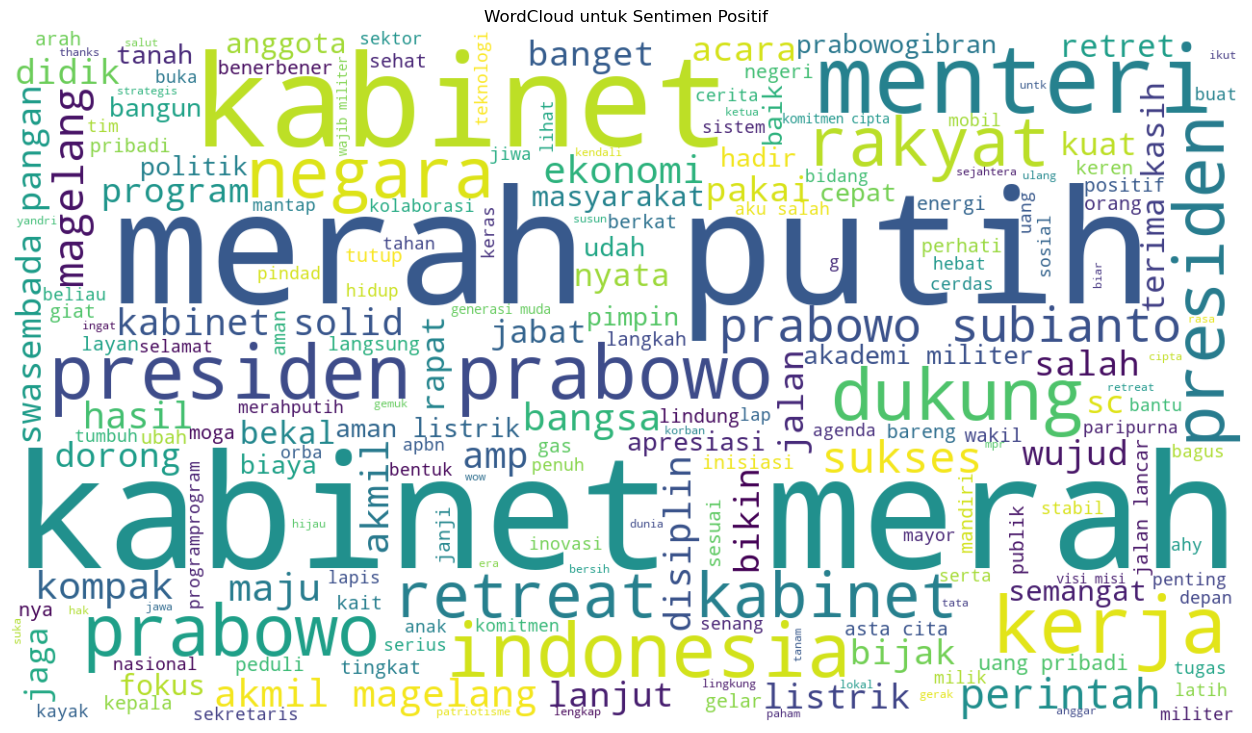 WordCloud untuk Sentimen Positif
arah
thanks
salut
anggota
sektor
banget
acara
prabowogibran
retret
ikut
didik
tanah
buka
benerbener
sehat
kabinet
teknologi
negeri
menteri
strategis
bangun
wajib militer
lihat
cerita
ketua
baik
untk
buat
tim
pribadi
sistem
komitmen cipta
mobil
swasembada pangan
magelang
politik
negara
jiwa
kendali
hadir
rakyat
kuat
terima kasih
presiden
program
ekonomi
bidang
sejahtera
keren
ulang
mantap
kolaborasi
masyarakat
pakai
cepat
positif
orang
yandri
merah putih
keras
susun
berkat
aku salah
energi
uang
sosial
tahan
tutup
udah
perhati
pindad
g
hebat
biar
beliau
hidup
nyata
cerdas
giat
generasi muda
ingat
kabinet solid
aman
jabat
pimpin
prabowo subianto
rasa
layan
selamat
langsung
rapat
langkah
akademi militer
salah
cipta
presiden
prabowo
jalan
dukung
retreat
hasil
merahputih
gemuk
bangsa
lindung
lap
sc
bantu
tumbuh
ubah
moga
bekal
aman listrik
korban
apresiasi
agenda
bareng
wakil
paripurna
dorong
orba
apbn
amp
gas
mpr
wujud
bagus
biaya
akmil
bentuk
penuh
inisiasi
sukses
kabinet merah
wow
programprogram
hijau
janji
disiplin
dunia
sesuai
bikin
mandiri
stabil
publik
jalan lancar
inovasi
mayor
ahy
era
bersih
kompak
maju
lapis
retreat
kabinet
serta
visi misi
penting
semangat
depan
nya
hak
jawa
kait
tata
suka
prabowo
anak
komitmen
senang
asta cita
kerja
jaga
serius
indonesia
tanam
bijak
nasional
peduli
tingkat
uang pribadi
tugas
fokus
akmil magelang
lanjut
lingkung
lokal
milik
perintah
latih
kepala
gelar
listrik
gerak
kayak
sekretaris
patriotisme
lengkap
paham
anggar
militer